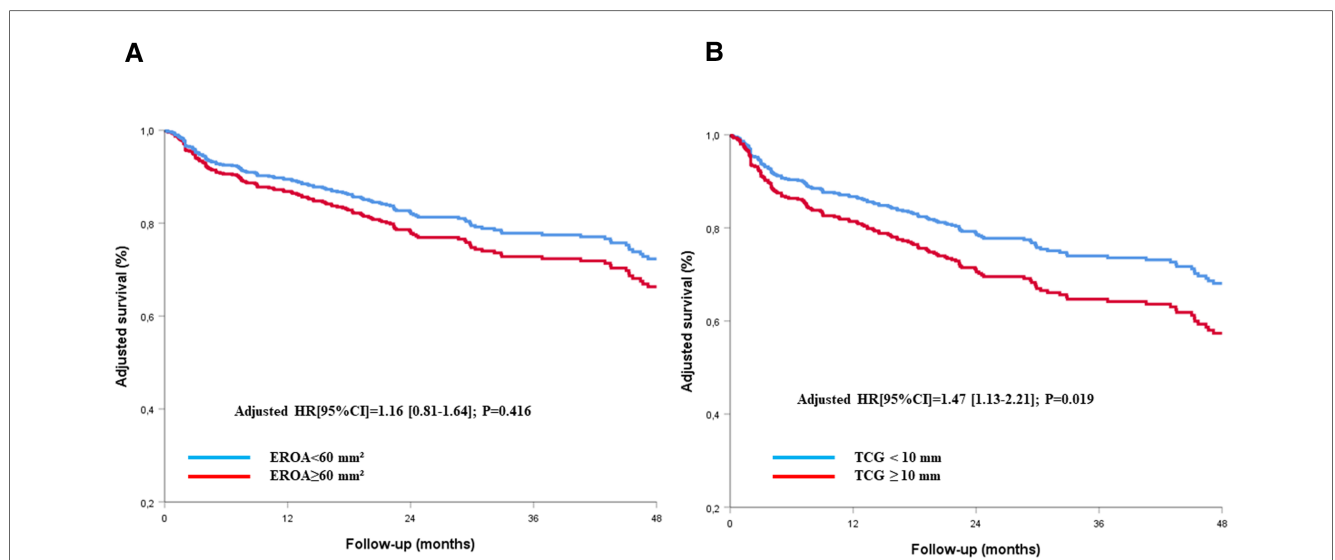 A
Adjusted survival (%)
1,0
0,8
0,6
0,4
0,2
Adjusted HR[95%CI]=1.16 [0.81-1.64]; P=0.416
EROA<60 mm²
EROA≥60 mm²
0
12
24
36
48
Follow-up (months)
B
Adjusted survival (%)
1,0
0,8
0,6
0,4
0,2
Adjusted HR[95%CI]=1.47 [1.13-2.21]; P=0.019
TCG < 10 mm
TCG ≥ 10 mm
0
12
24
36
48
Follow-up (months)